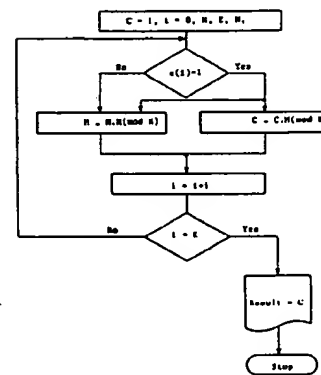 C = 1, i = 0, M, E, N,
e(i)=1
No
Yes
M = M.M(mod N)
C = C.M(mod N
i = i+1
i = E
No
Yes
Result = C
Stop